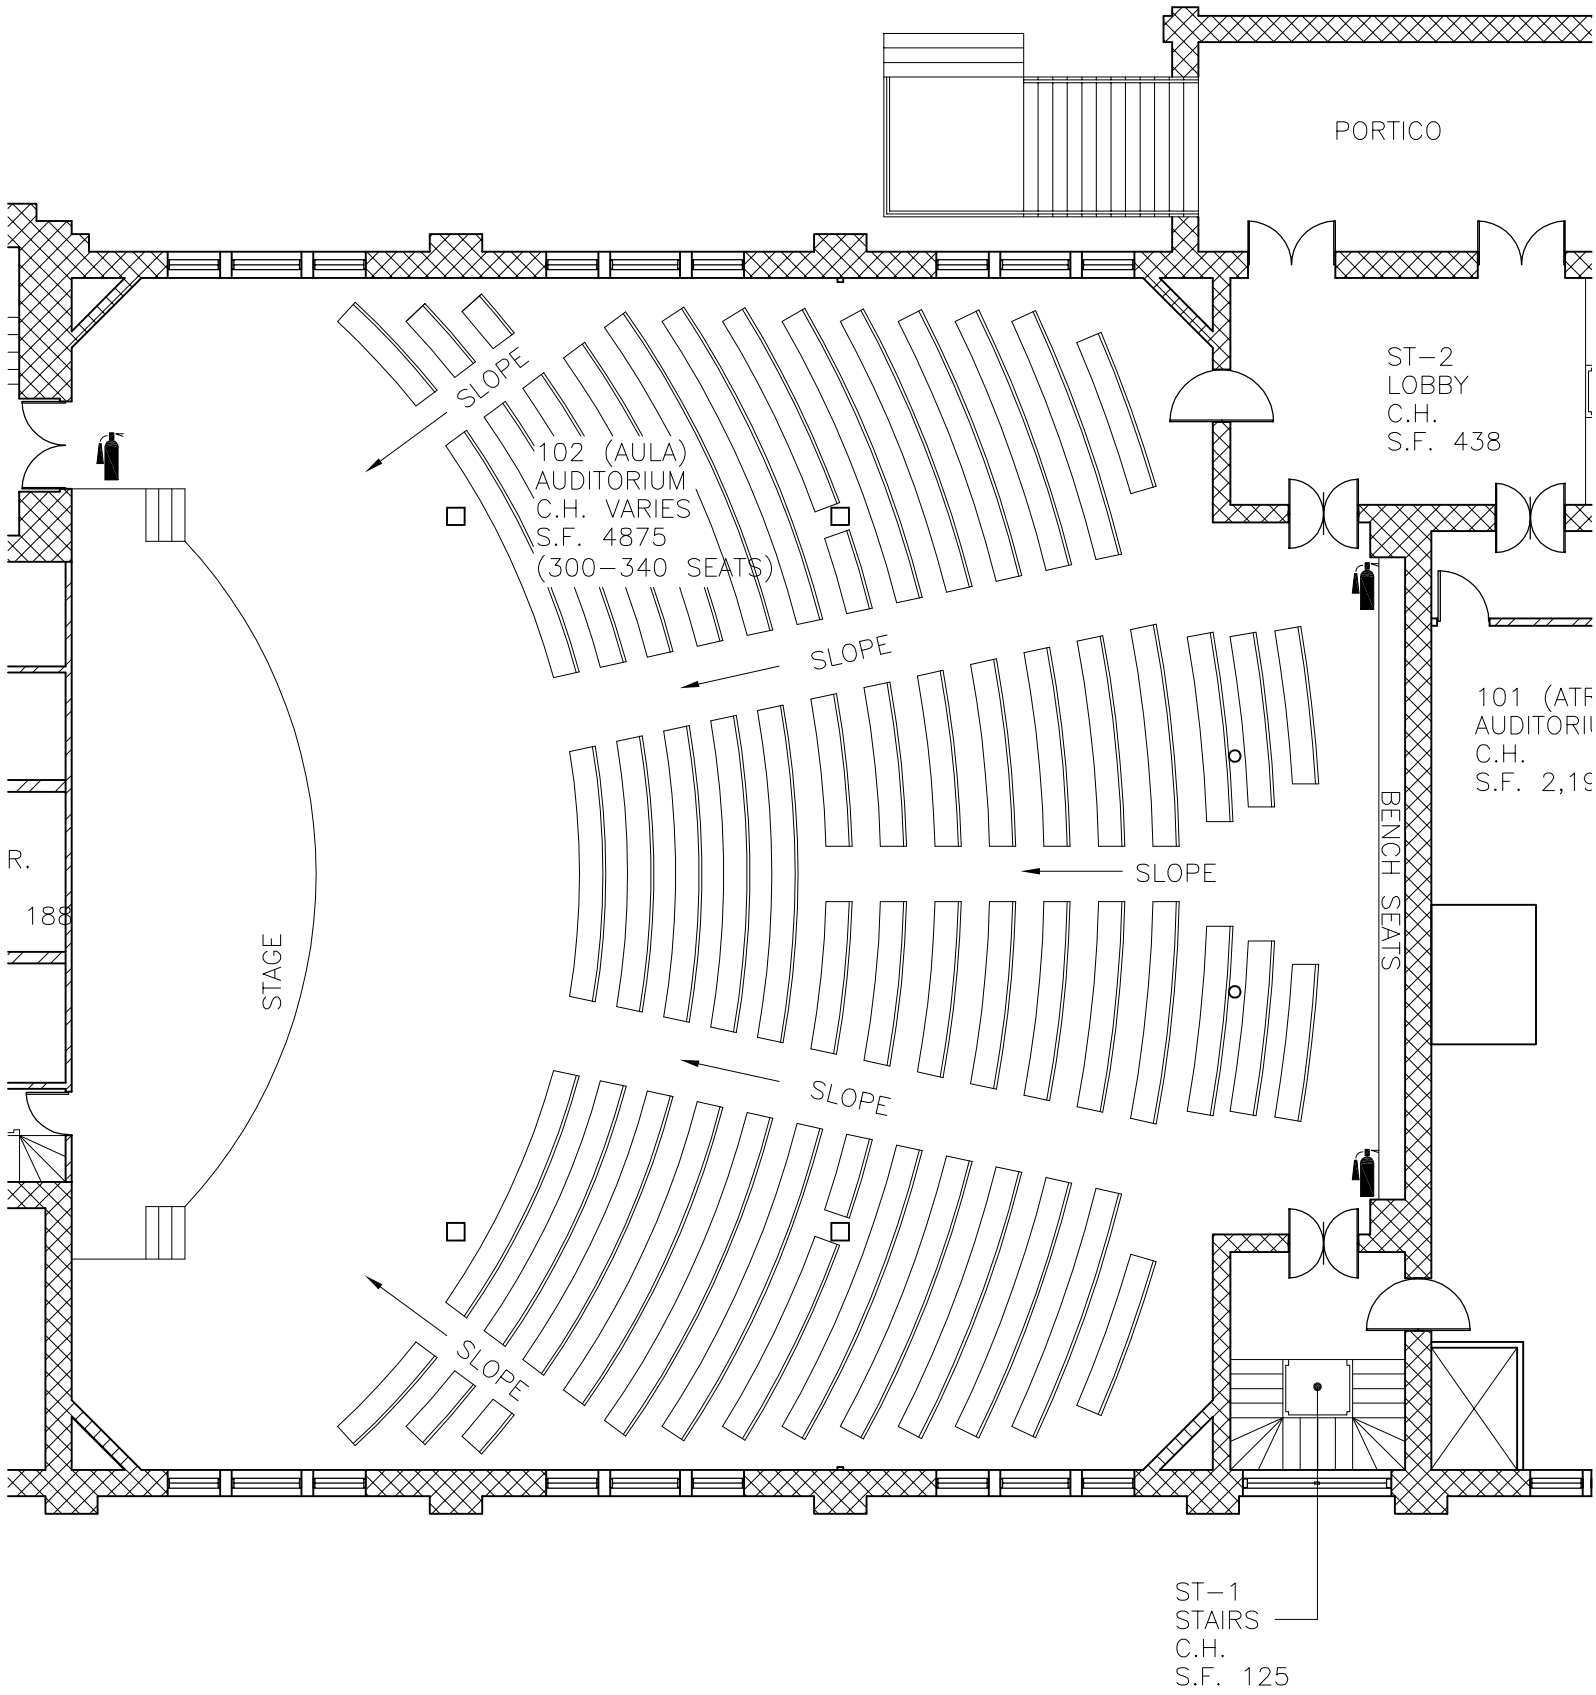 PORTICO
ST-2
LOBBY
C.H.
S.F. 438
SLOPE
102 (AULA)
AUDITORIUM
C.H. VARIES
S.F. 4875
(300-340 SEATS)
SLOPE
101 (ATR
AUDITORIU
C.H.
S.F. 2,19
R.
188
SLOPE
BENCH SEATS
STAGE
SLOPE
SLOPE
ST-1
STAIRS
C.H.
S.F. 125